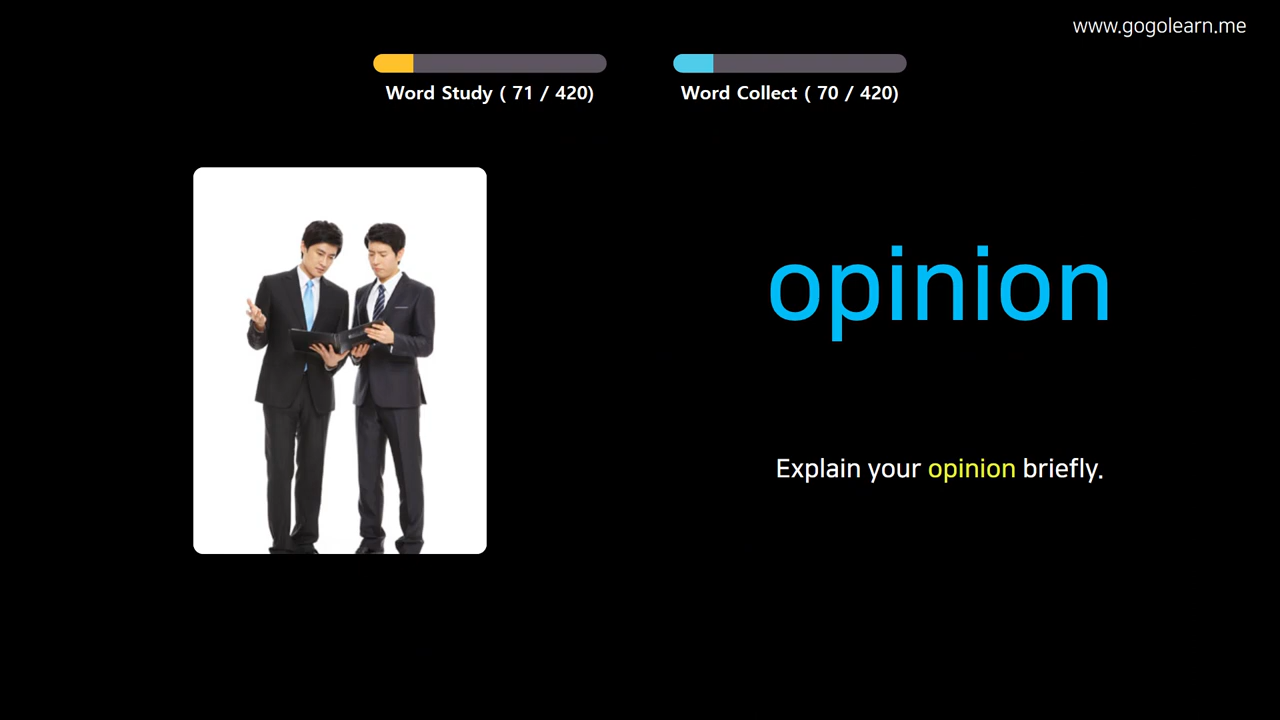 www.gogolearn.me
Word Study ( 71 / 420)
Word Collect ( 70 / 420)
opinion
Explain your opinion briefly.